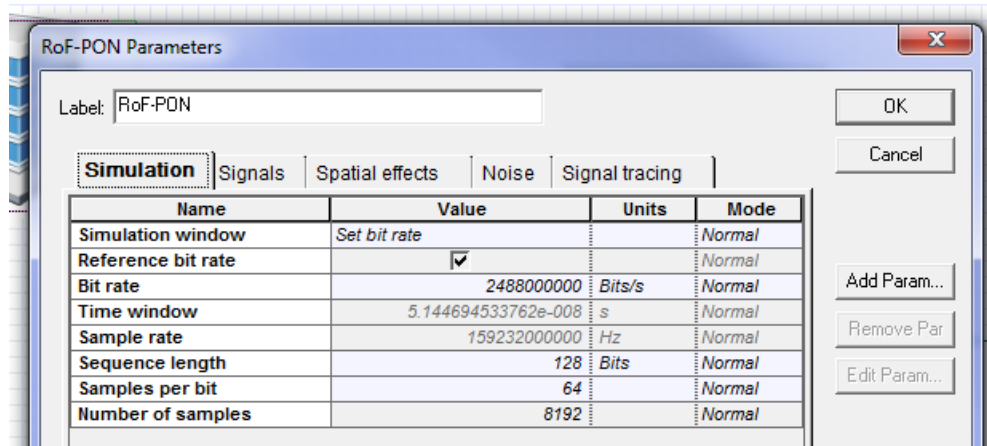 RoF-PON Parameters
Label: RoF-PON
OK
Cancel
Simulation Signals Spatial effects Noise Signal tracing
Name Value Units Mode
Simulation window Set bit rate Normal
Reference bit rate Normal
Bit rate 2488000000 Bits/s Normal
Time window 5.144694533762e-008 s Normal
Sample rate 159232000000 Hz Normal
Sequence length 128 Bits Normal
Samples per bit 64 Normal
Number of samples 8192 Normal
Add Param...
Remove Par
Edit Param...